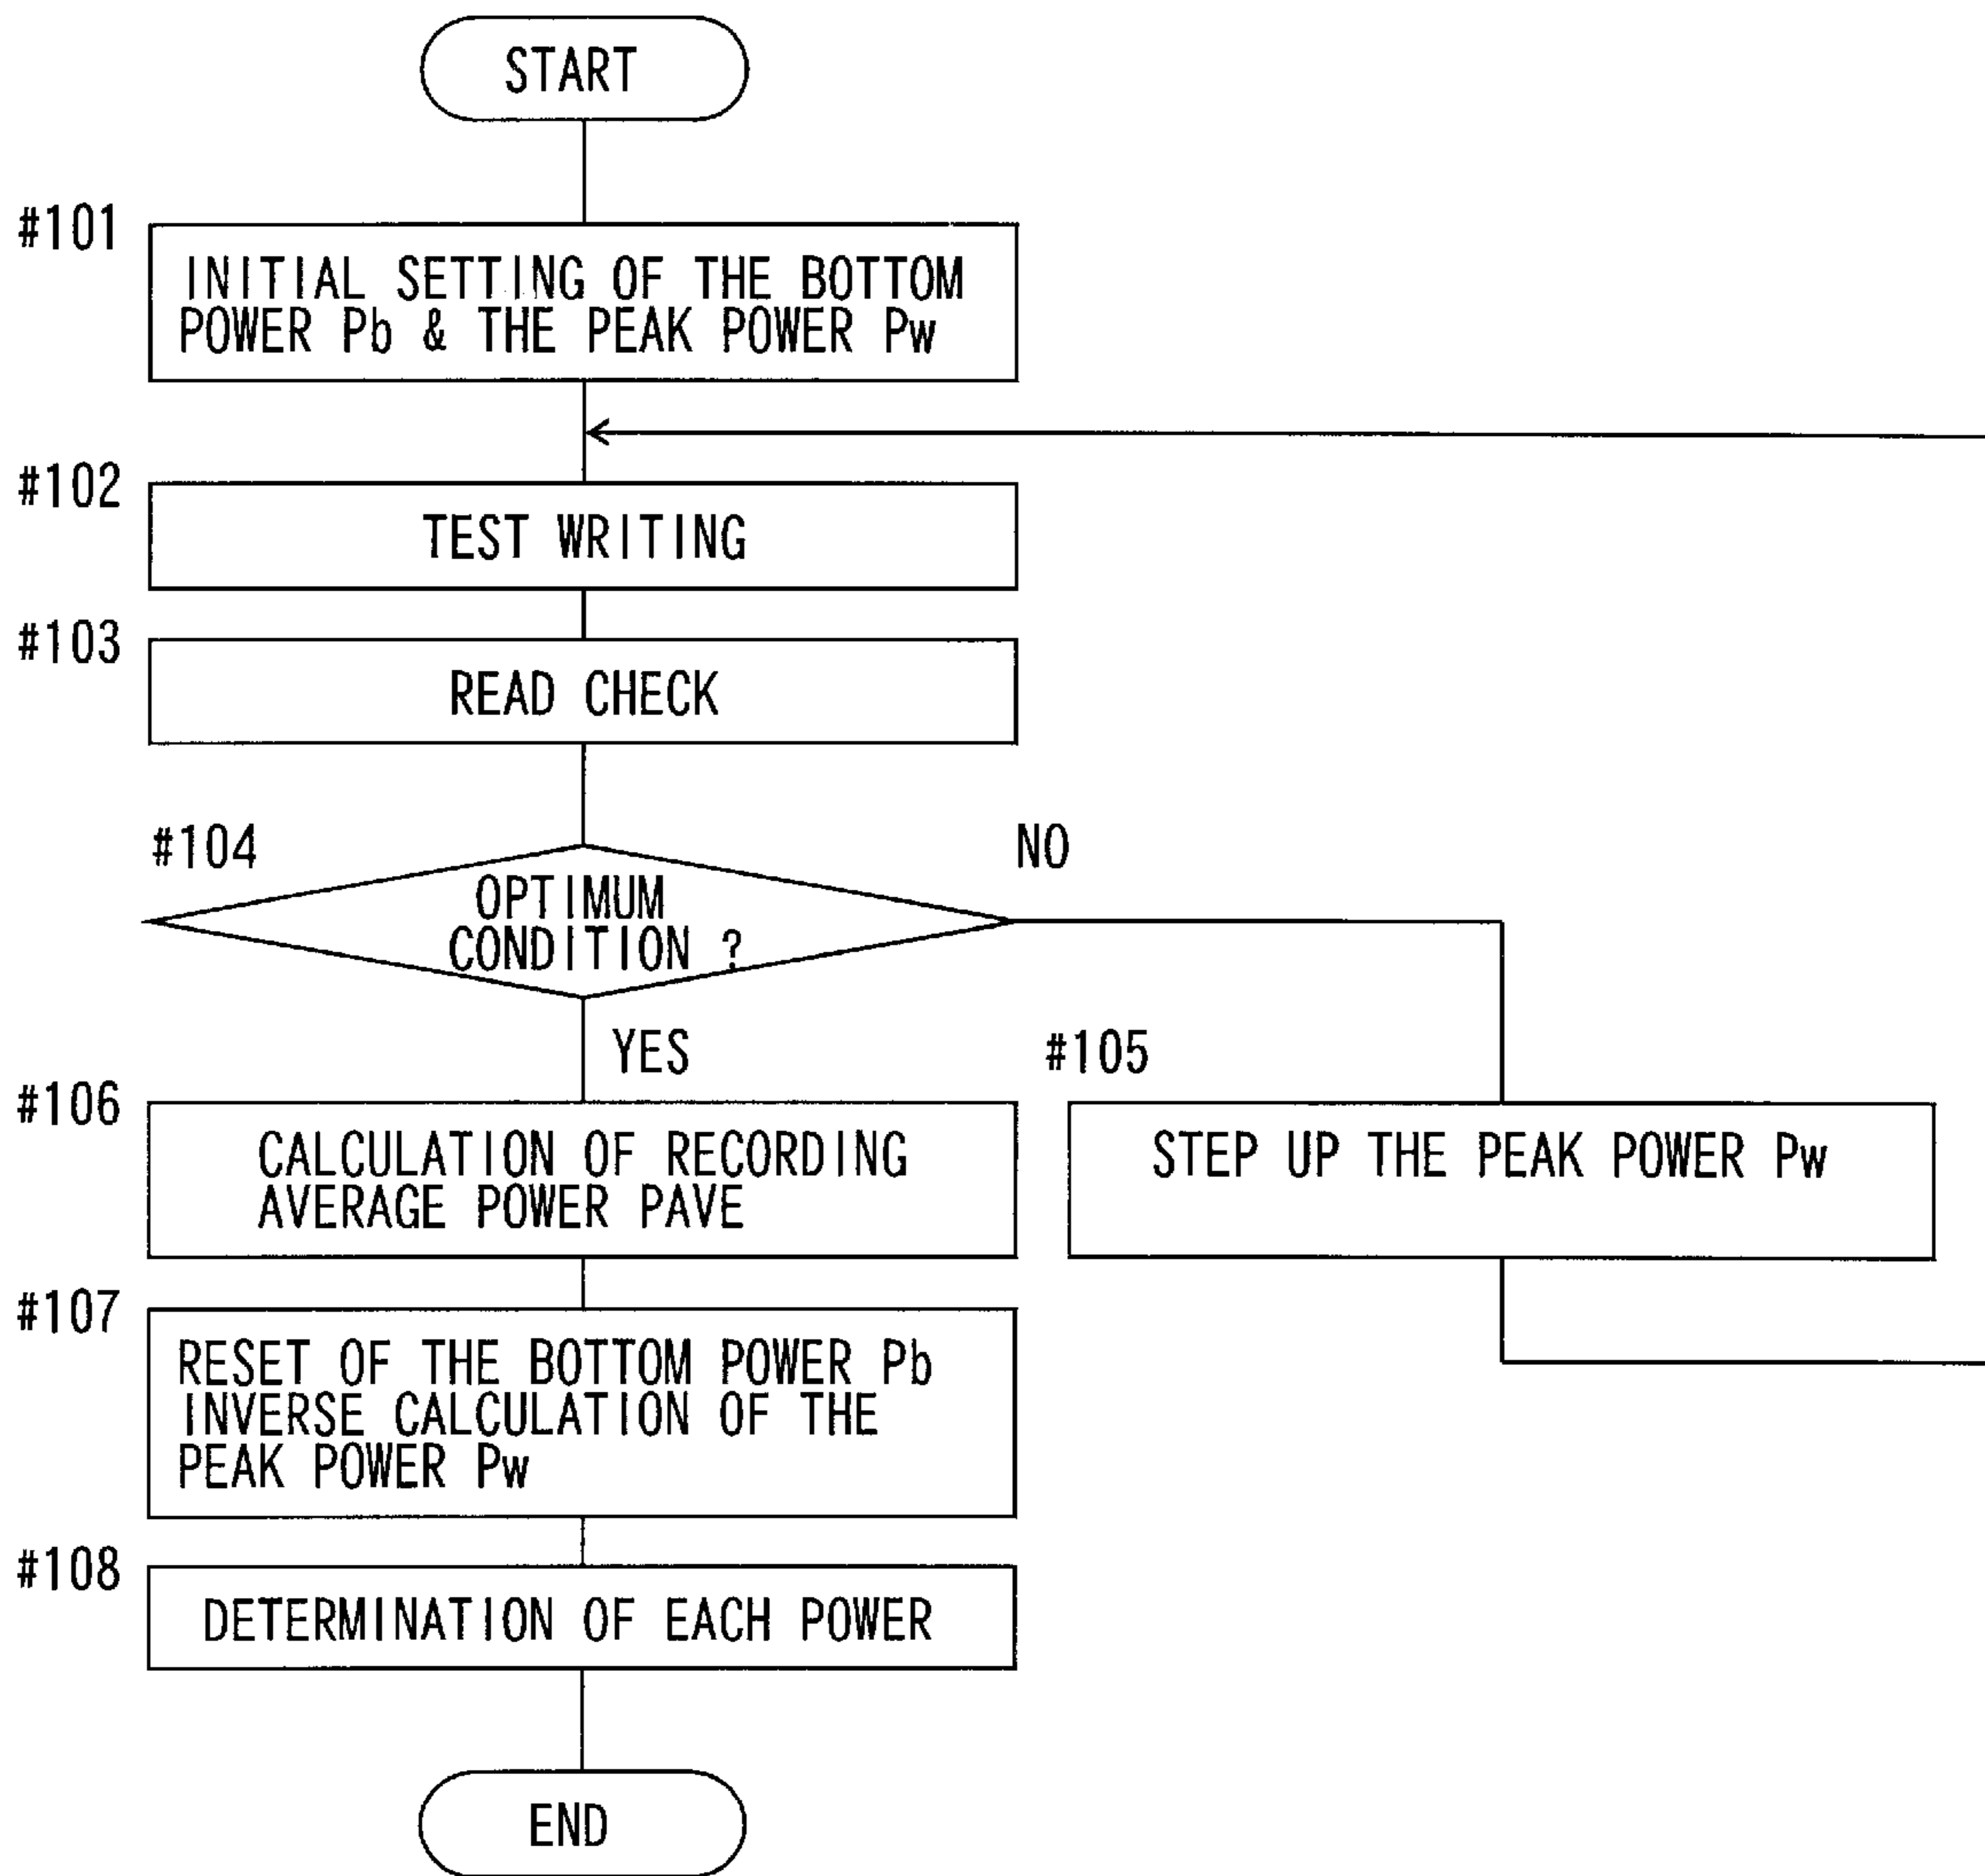 START
#101
INITIAL SETTING OF THE BOTTOM
POWER Pb & THE PEAK POWER Pw
#102
TEST WRITING
#103
READ CHECK
#104
NO
OPTIMUM
CONDITION ?
YES
#105
#106
CALCULATION OF RECORDING
AVERAGE POWER PAVE
STEP UP THE PEAK POWER Pw
#107
RESET OF THE BOTTOM POWER Pb
INVERSE CALCULATION OF THE
PEAK POWER Pw
#108
DETERMINATION OF EACH POWER
END